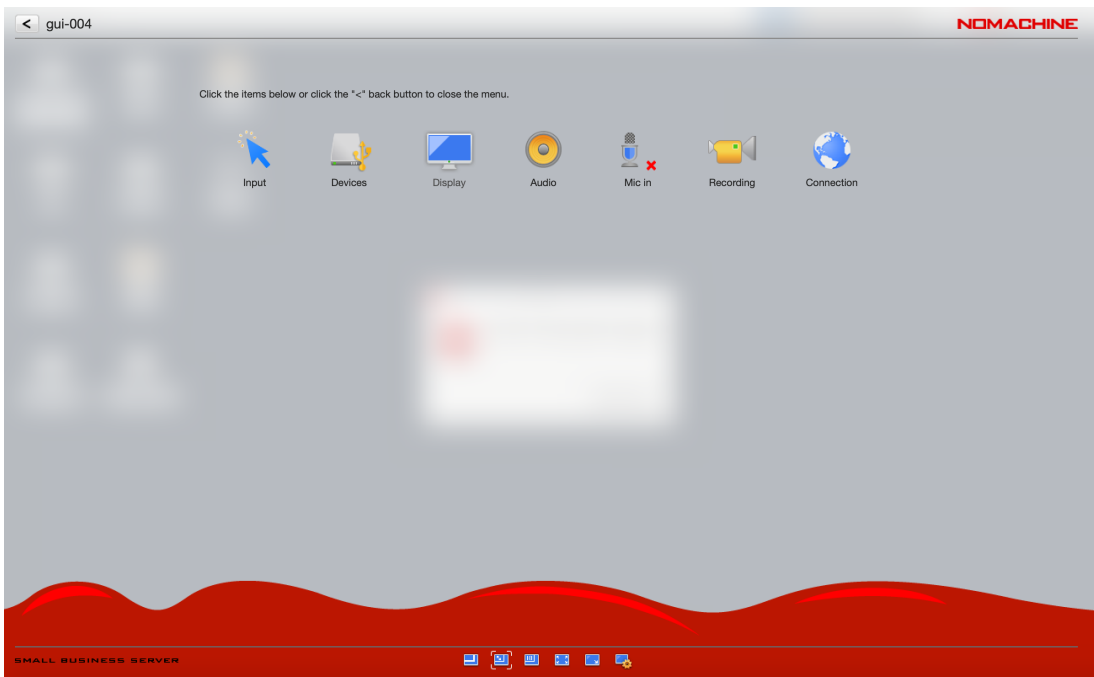 < gui-004
NOMACHINE
Click the items below or click the "<" back button to close the menu.
Input Devices Display Audio Mic in Recording Connection
SMALL BUSINESS SERVER